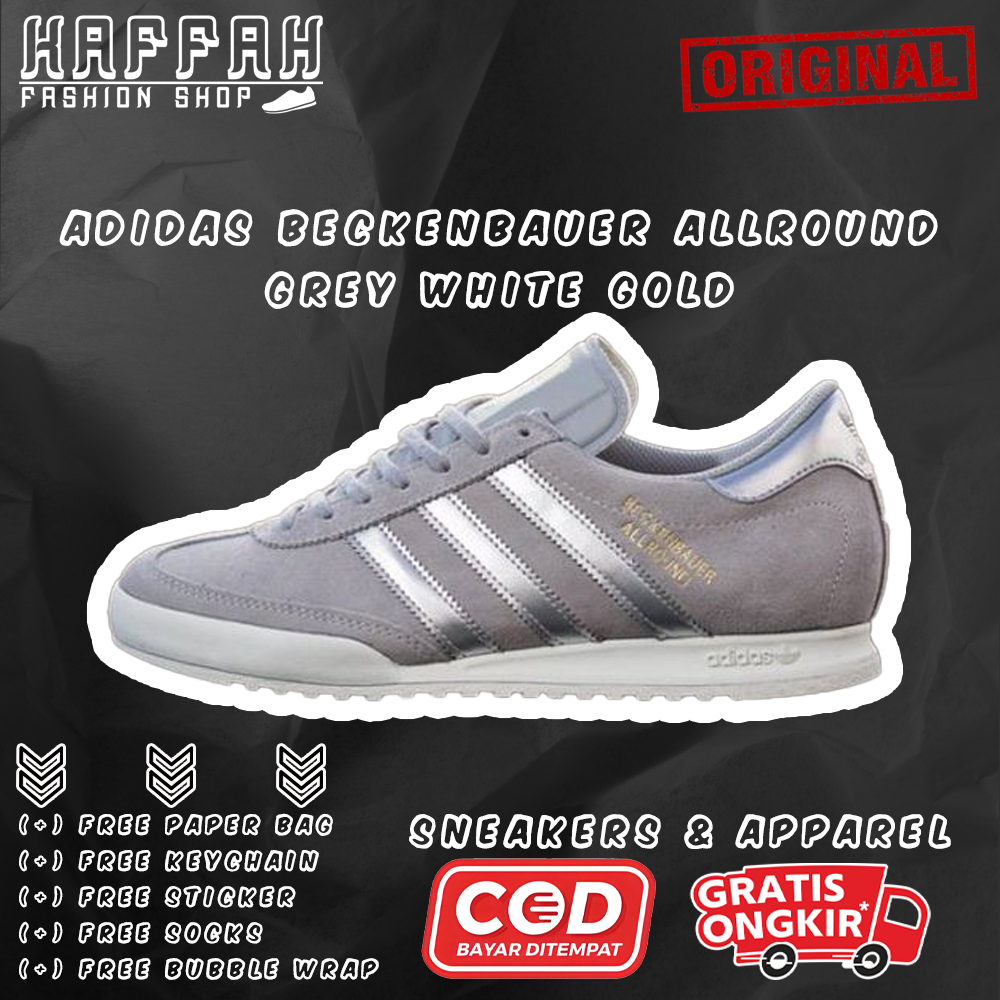 HAFFAH
FASHION SHOP
ORIGINAL
ADIDAS BECKENBAUER ALLROUND
GREY WHITE GOLD
BECKENBAUER
ALLROUND
adidas
(+) FREE PAPER BAG
(+) FREE KEYCHAIN
(+) FREE STICKER
(+) FREE SOCKS
(+) FREE BUBBLE WRAP
SNEAKERS & APPAREL
COD
BAYAR DITEMPAT
GRATIS
ONGKIR*